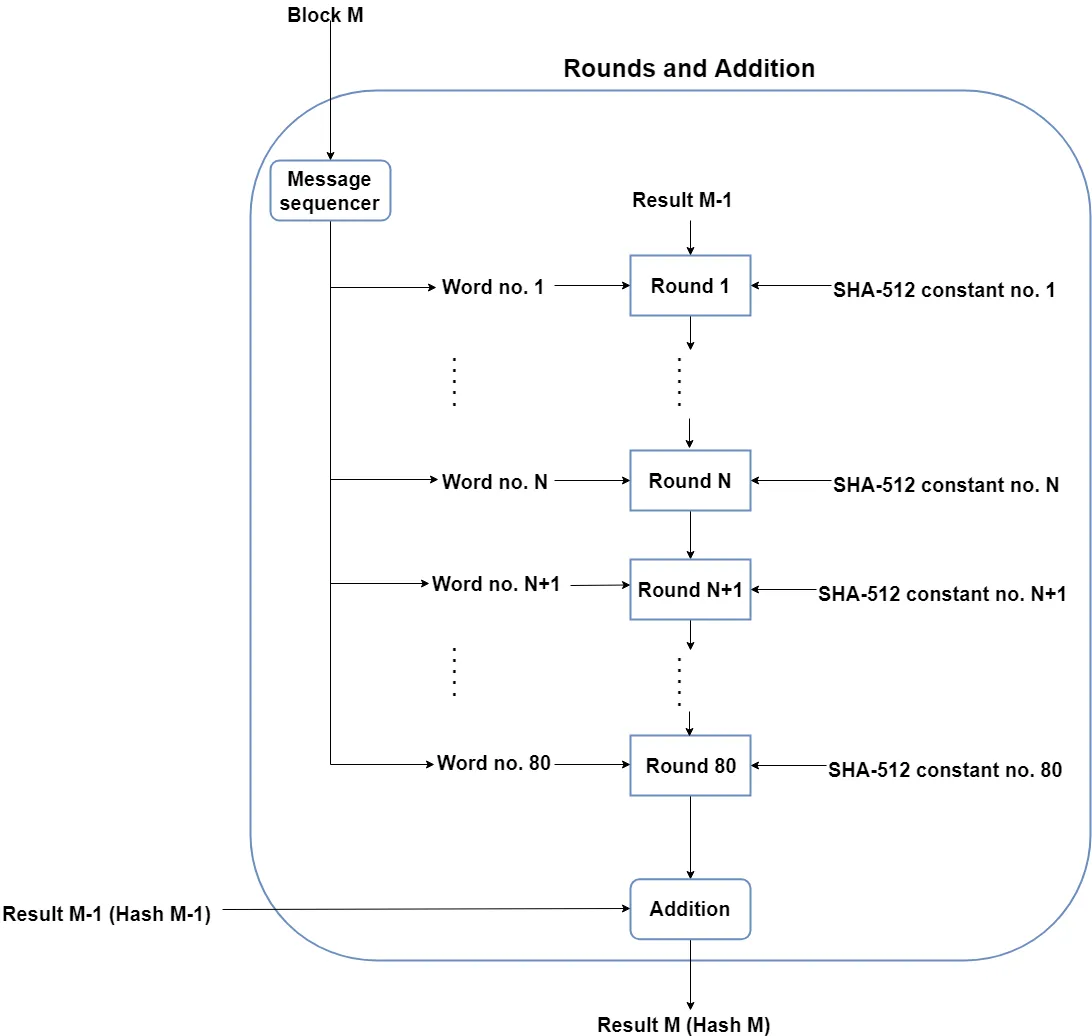 Block M
Rounds and Addition
Message
sequencer
Result M-1
Word no. 1
Round 1
SHA-512 constant no. 1
Word no. N
Round N
SHA-512 constant no. N
Word no. N+1
Round N+1
SHA-512 constant no. N+1
Word no. 80
Round 80
SHA-512 constant no. 80
Result M-1 (Hash M-1)
Addition
Result M (Hash M)